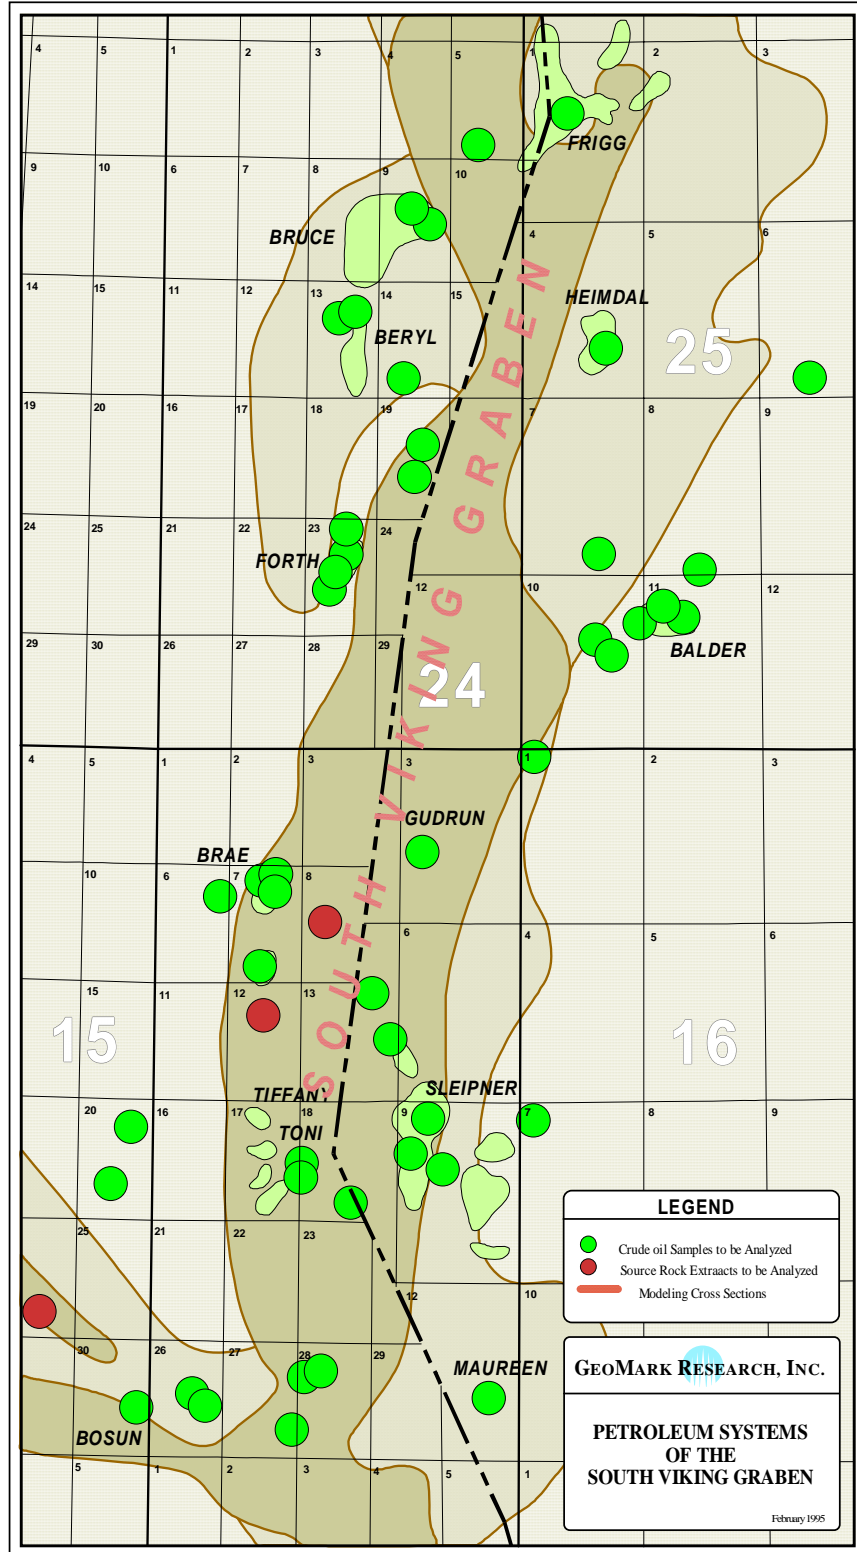 4 5 1 2 3 4 5 1 2 3
FRIGG
9 10 6 7 8 9 10
BRUCE
4 5 6
14 15 11 12 13 14 15
HEIMDAL
BERYL
25
19 20 16 17 18 19 7 8 9
24 25 21 22 23 24
FORTH
12 10 11 12
29 30 26 27 28 29
BALDER
24
SOUTH VIKING GRABEN
4 5 1 2 3 3 1 2 3
GUDRUN
BRAE
10 6 7 8
6 4 5 6
15 11 12 13
15
16
TIFFANY
SLEIPNER
20 16 17 18 9 7 8 9
TONI
25 21 22 23
12 10
30 26 27 28 29
MAUREEN
BOSUN
5 1 2 3 4 5 1
LEGEND
Crude oil Samples to be Analyzed
Source Rock Extraacts to be Analyzed
Modeling Cross Sections
GEOMARK RESEARCH, INC.
PETROLEUM SYSTEMS
OF THE
SOUTH VIKING GRABEN
February 1995